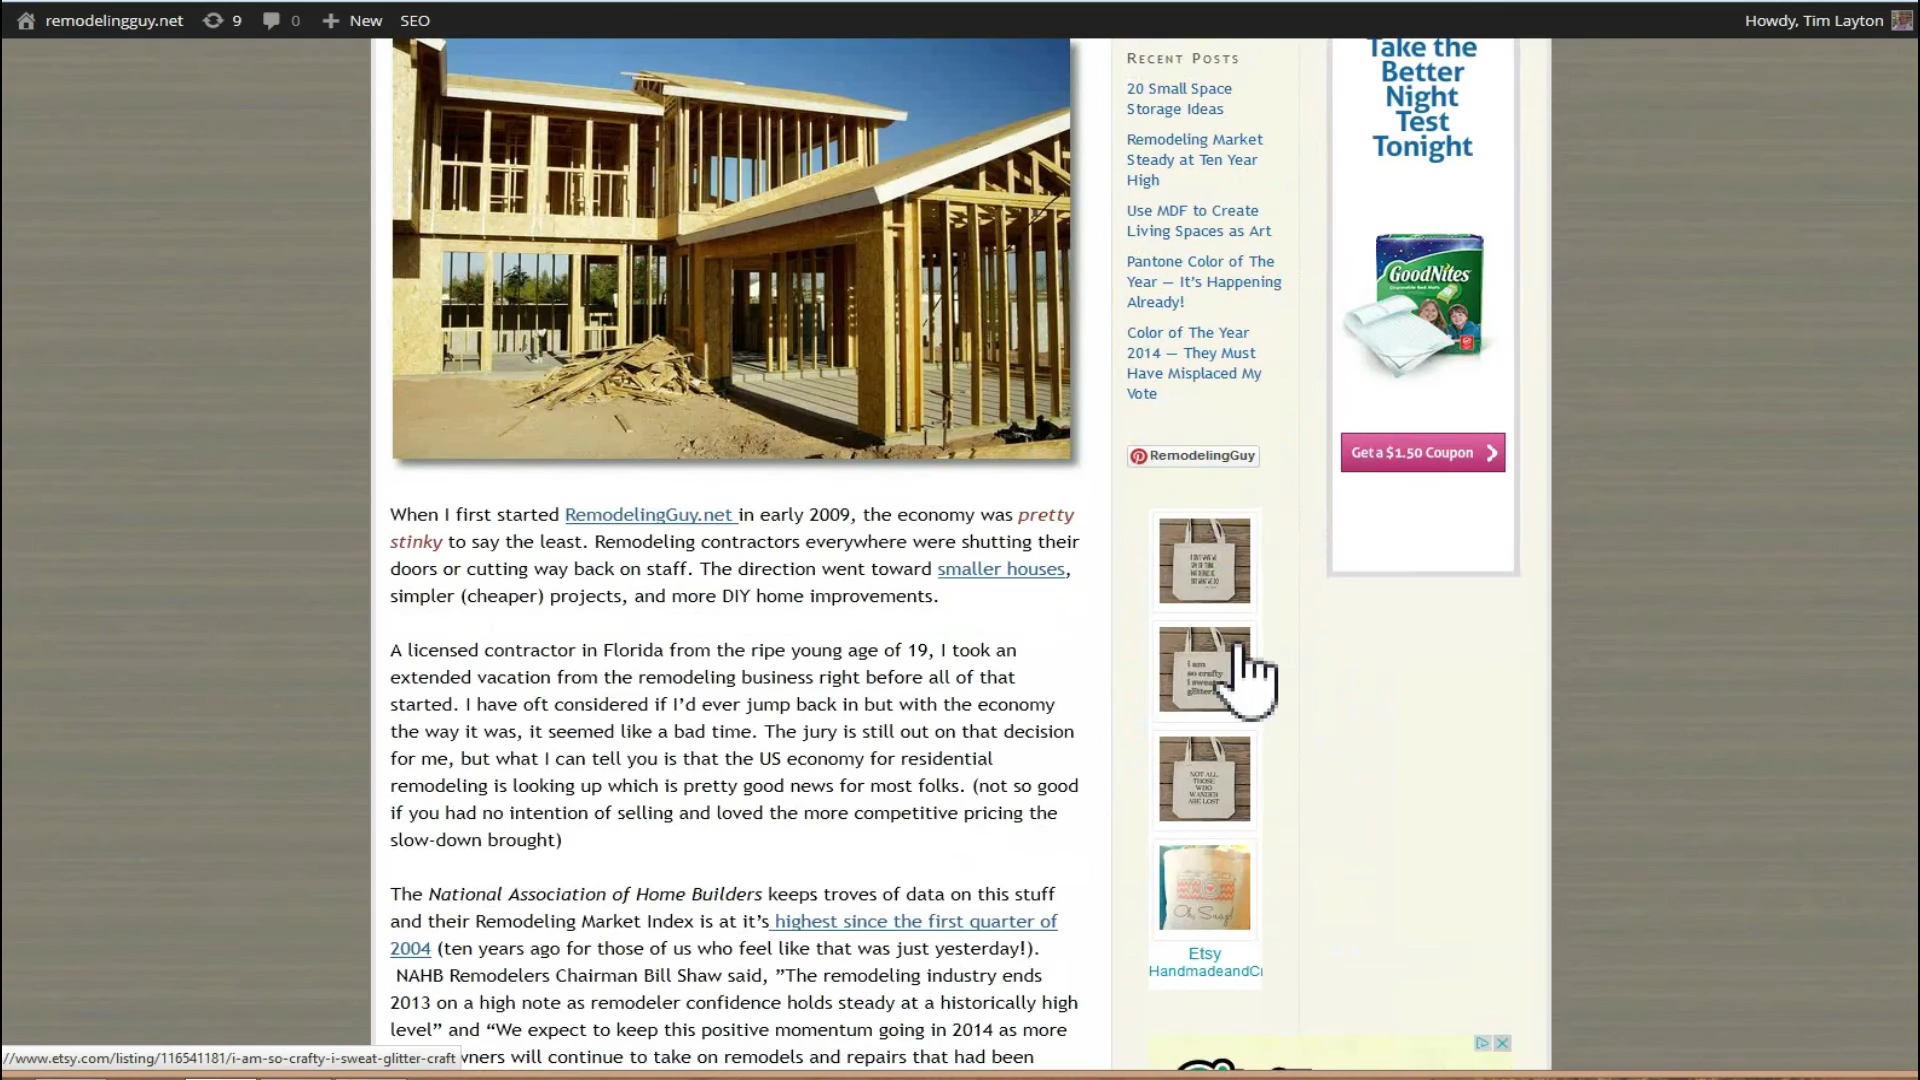 remodelingguy.net 9 0 New SEO
Howdy, Tim Layton
When I first started RemodelingGuy.net in early 2009, the economy was pretty
stinky to say the least. Remodeling contractors everywhere were shutting their
doors or cutting way back on staff. The direction went toward smaller houses,
simpler (cheaper) projects, and more DIY home improvements.
A licensed contractor in Florida from the ripe young age of 19, I took an
extended vacation from the remodeling business right before all of that
started. I have oft considered if I’d ever jump back in but with the economy
the way it was, it seemed like a bad time. The jury is still out on that decision
for me, but what I can tell you is that the US economy for residential
remodeling is looking up which is pretty good news for most folks. (not so good
if you had no intention of selling and loved the more competitive pricing the
slow-down brought)
The National Association of Home Builders keeps troves of data on this stuff
and their Remodeling Market Index is at it’s highest since the first quarter of
2004 (ten years ago for those of us who feel like that was just yesterday!).
NAHB Remodelers Chairman Bill Shaw said, ”The remodeling industry ends
2013 on a high note as remodeler confidence holds steady at a historically high
level” and “We expect to keep this positive momentum going in 2014 as more
wners will continue to take on remodels and repairs that had been
//www.etsy.com/listing/116541181/i-am-so-crafty-i-sweat-glitter-craft
RECENT POSTS
20 Small Space
Storage Ideas
Remodeling Market
Steady at Ten Year
High
Use MDF to Create
Living Spaces as Art
Pantone Color of The
Year — It’s Happening
Already!
Color of The Year
2014 — They Must
Have Misplaced My
Vote
RemodelingGuy
i am
so crafty
i sweat
glitter
NOT ALL
THOSE
WHO
WANDER
ARE LOST
Oh, Snap!
Etsy
HandmadeandCr
Take the
Better
Night
Test
Tonight
GoodNites
Get a $1.50 Coupon